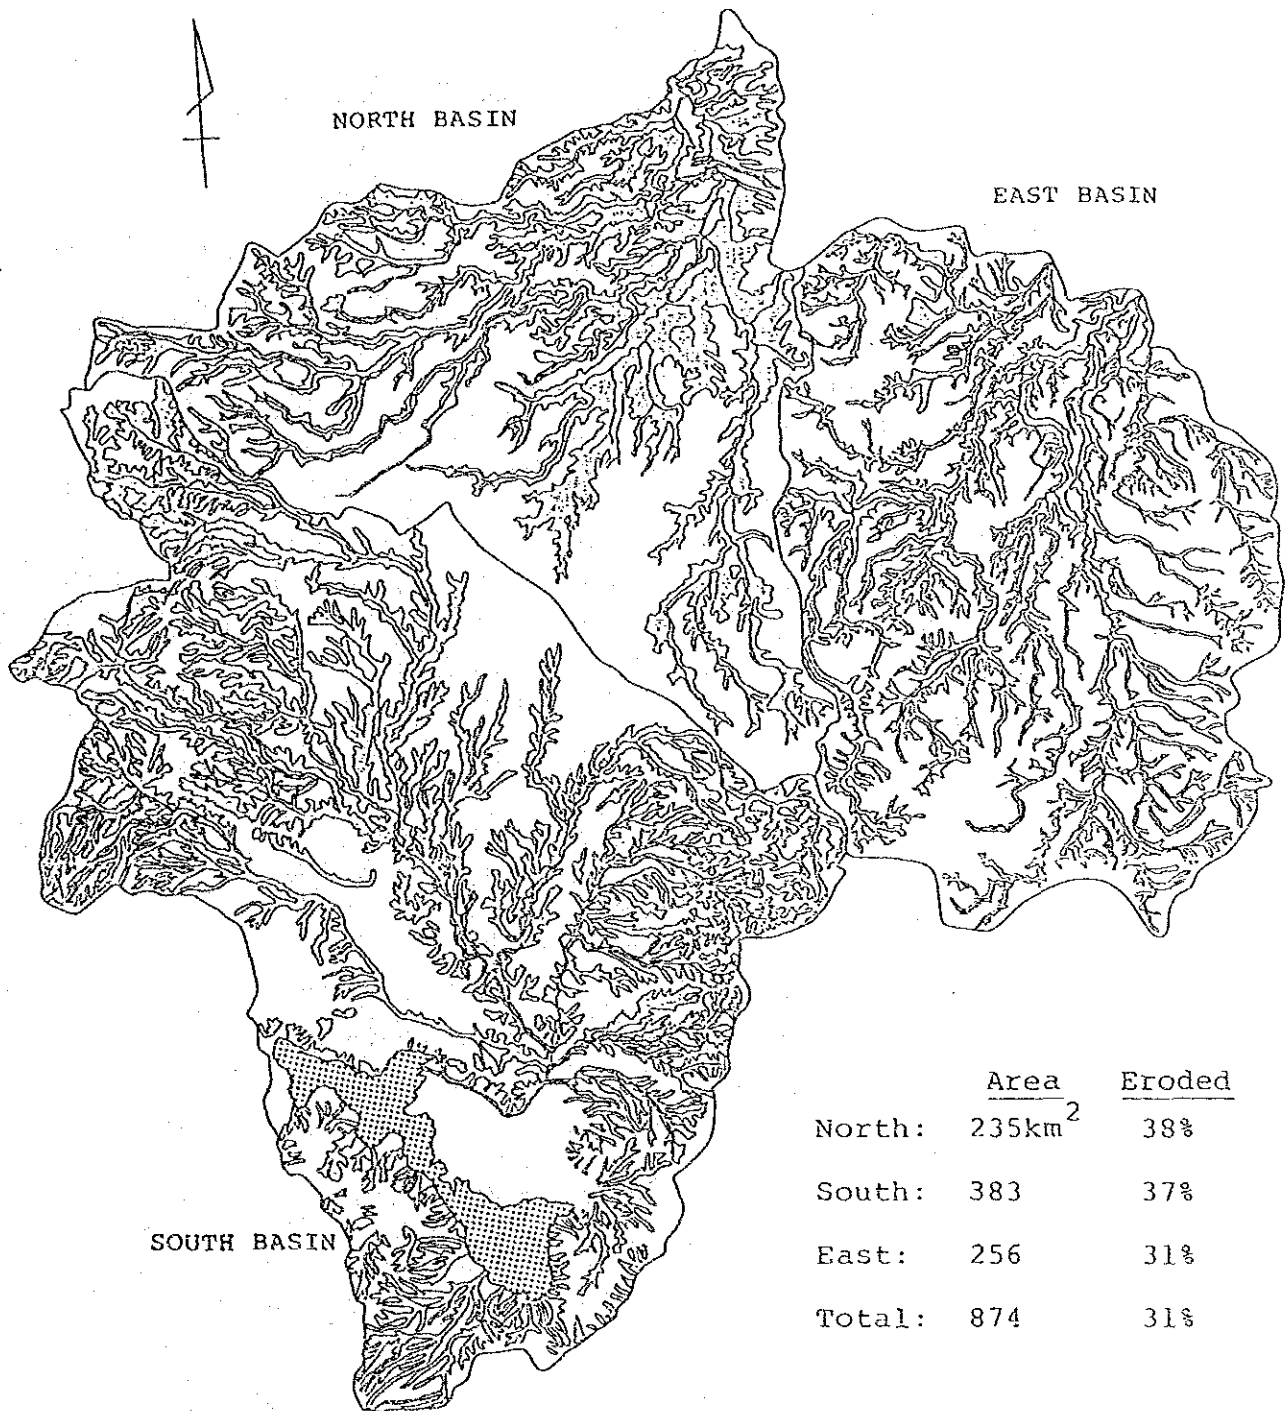 NORTH BASIN
EAST BASIN
Area Eroded
North: 235km² 38%
South: 383 37%
East: 256 31%
Total: 874 31%
SOUTH BASIN